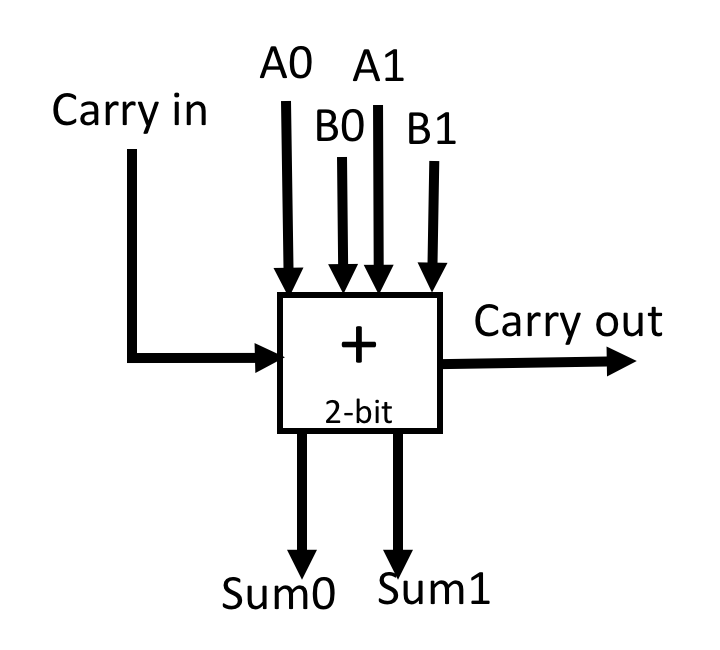 A0
A1
Carry in
B0
B1
+
Carry out
2-bit
Sum0
Sum1